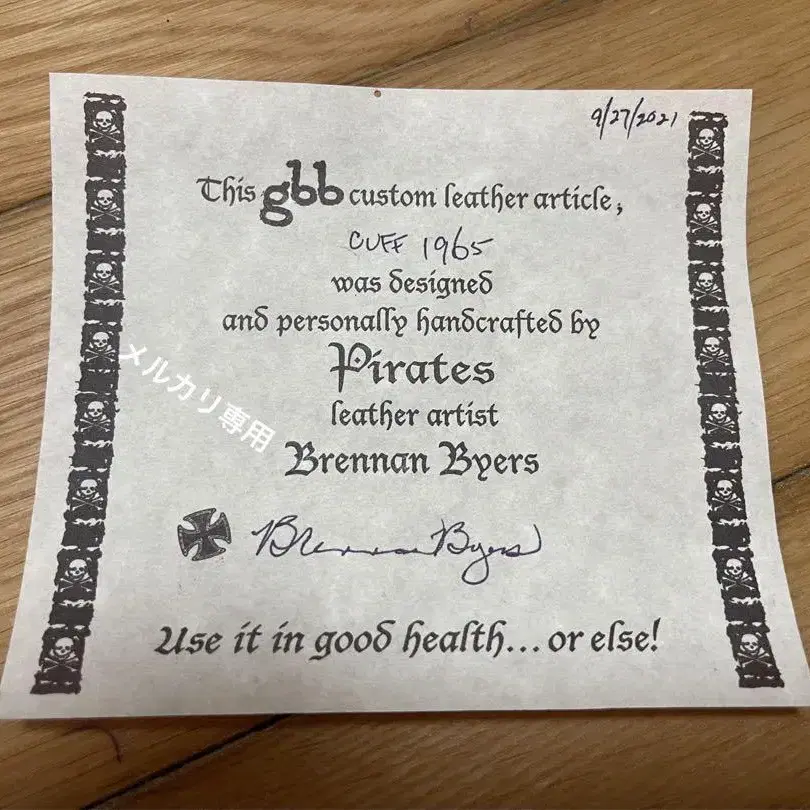 9/27/2021
This gbb custom leather article,
CUFF 1965
was designed
and personally handcrafted by
Pirates
leather artist
Brennan Byers
Brennan Byers
Use it in good health...or else!
メルカリ専用